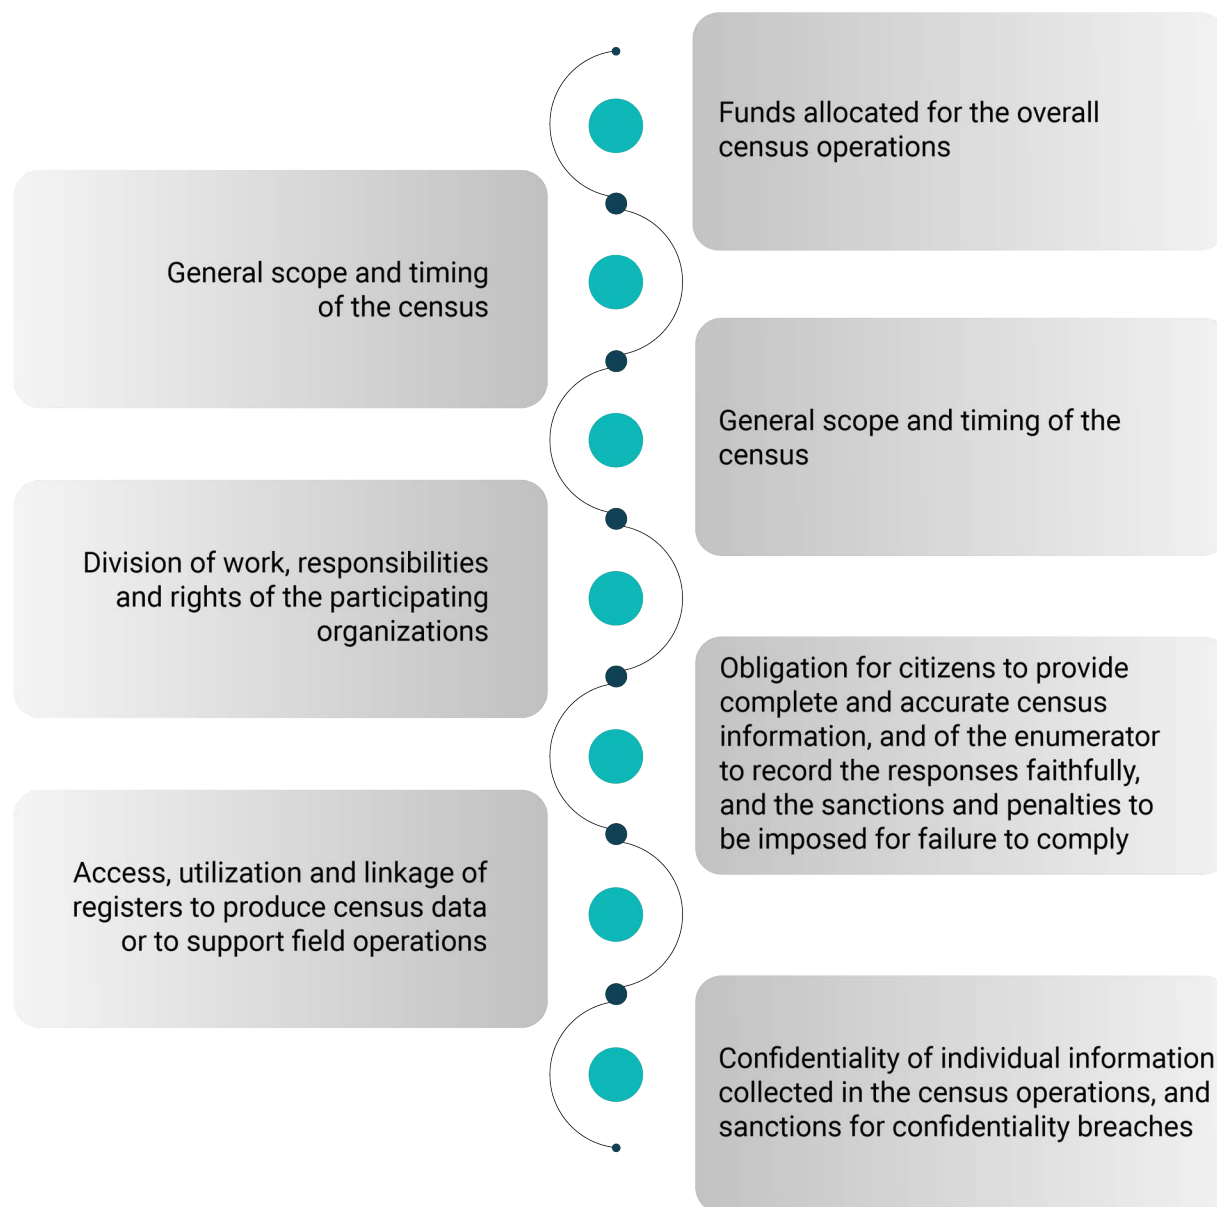 Funds allocated for the overall
census operations
General scope and timing
of the census
General scope and timing of the
census
Division of work, responsibilities
and rights of the participating
organizations
Obligation for citizens to provide
complete and accurate census
information, and of the enumerator
to record the responses faithfully,
and the sanctions and penalties to
be imposed for failure to comply
Access, utilization and linkage of
registers to produce census data
or to support field operations
Confidentiality of individual information
collected in the census operations, and
sanctions for confidentiality breaches